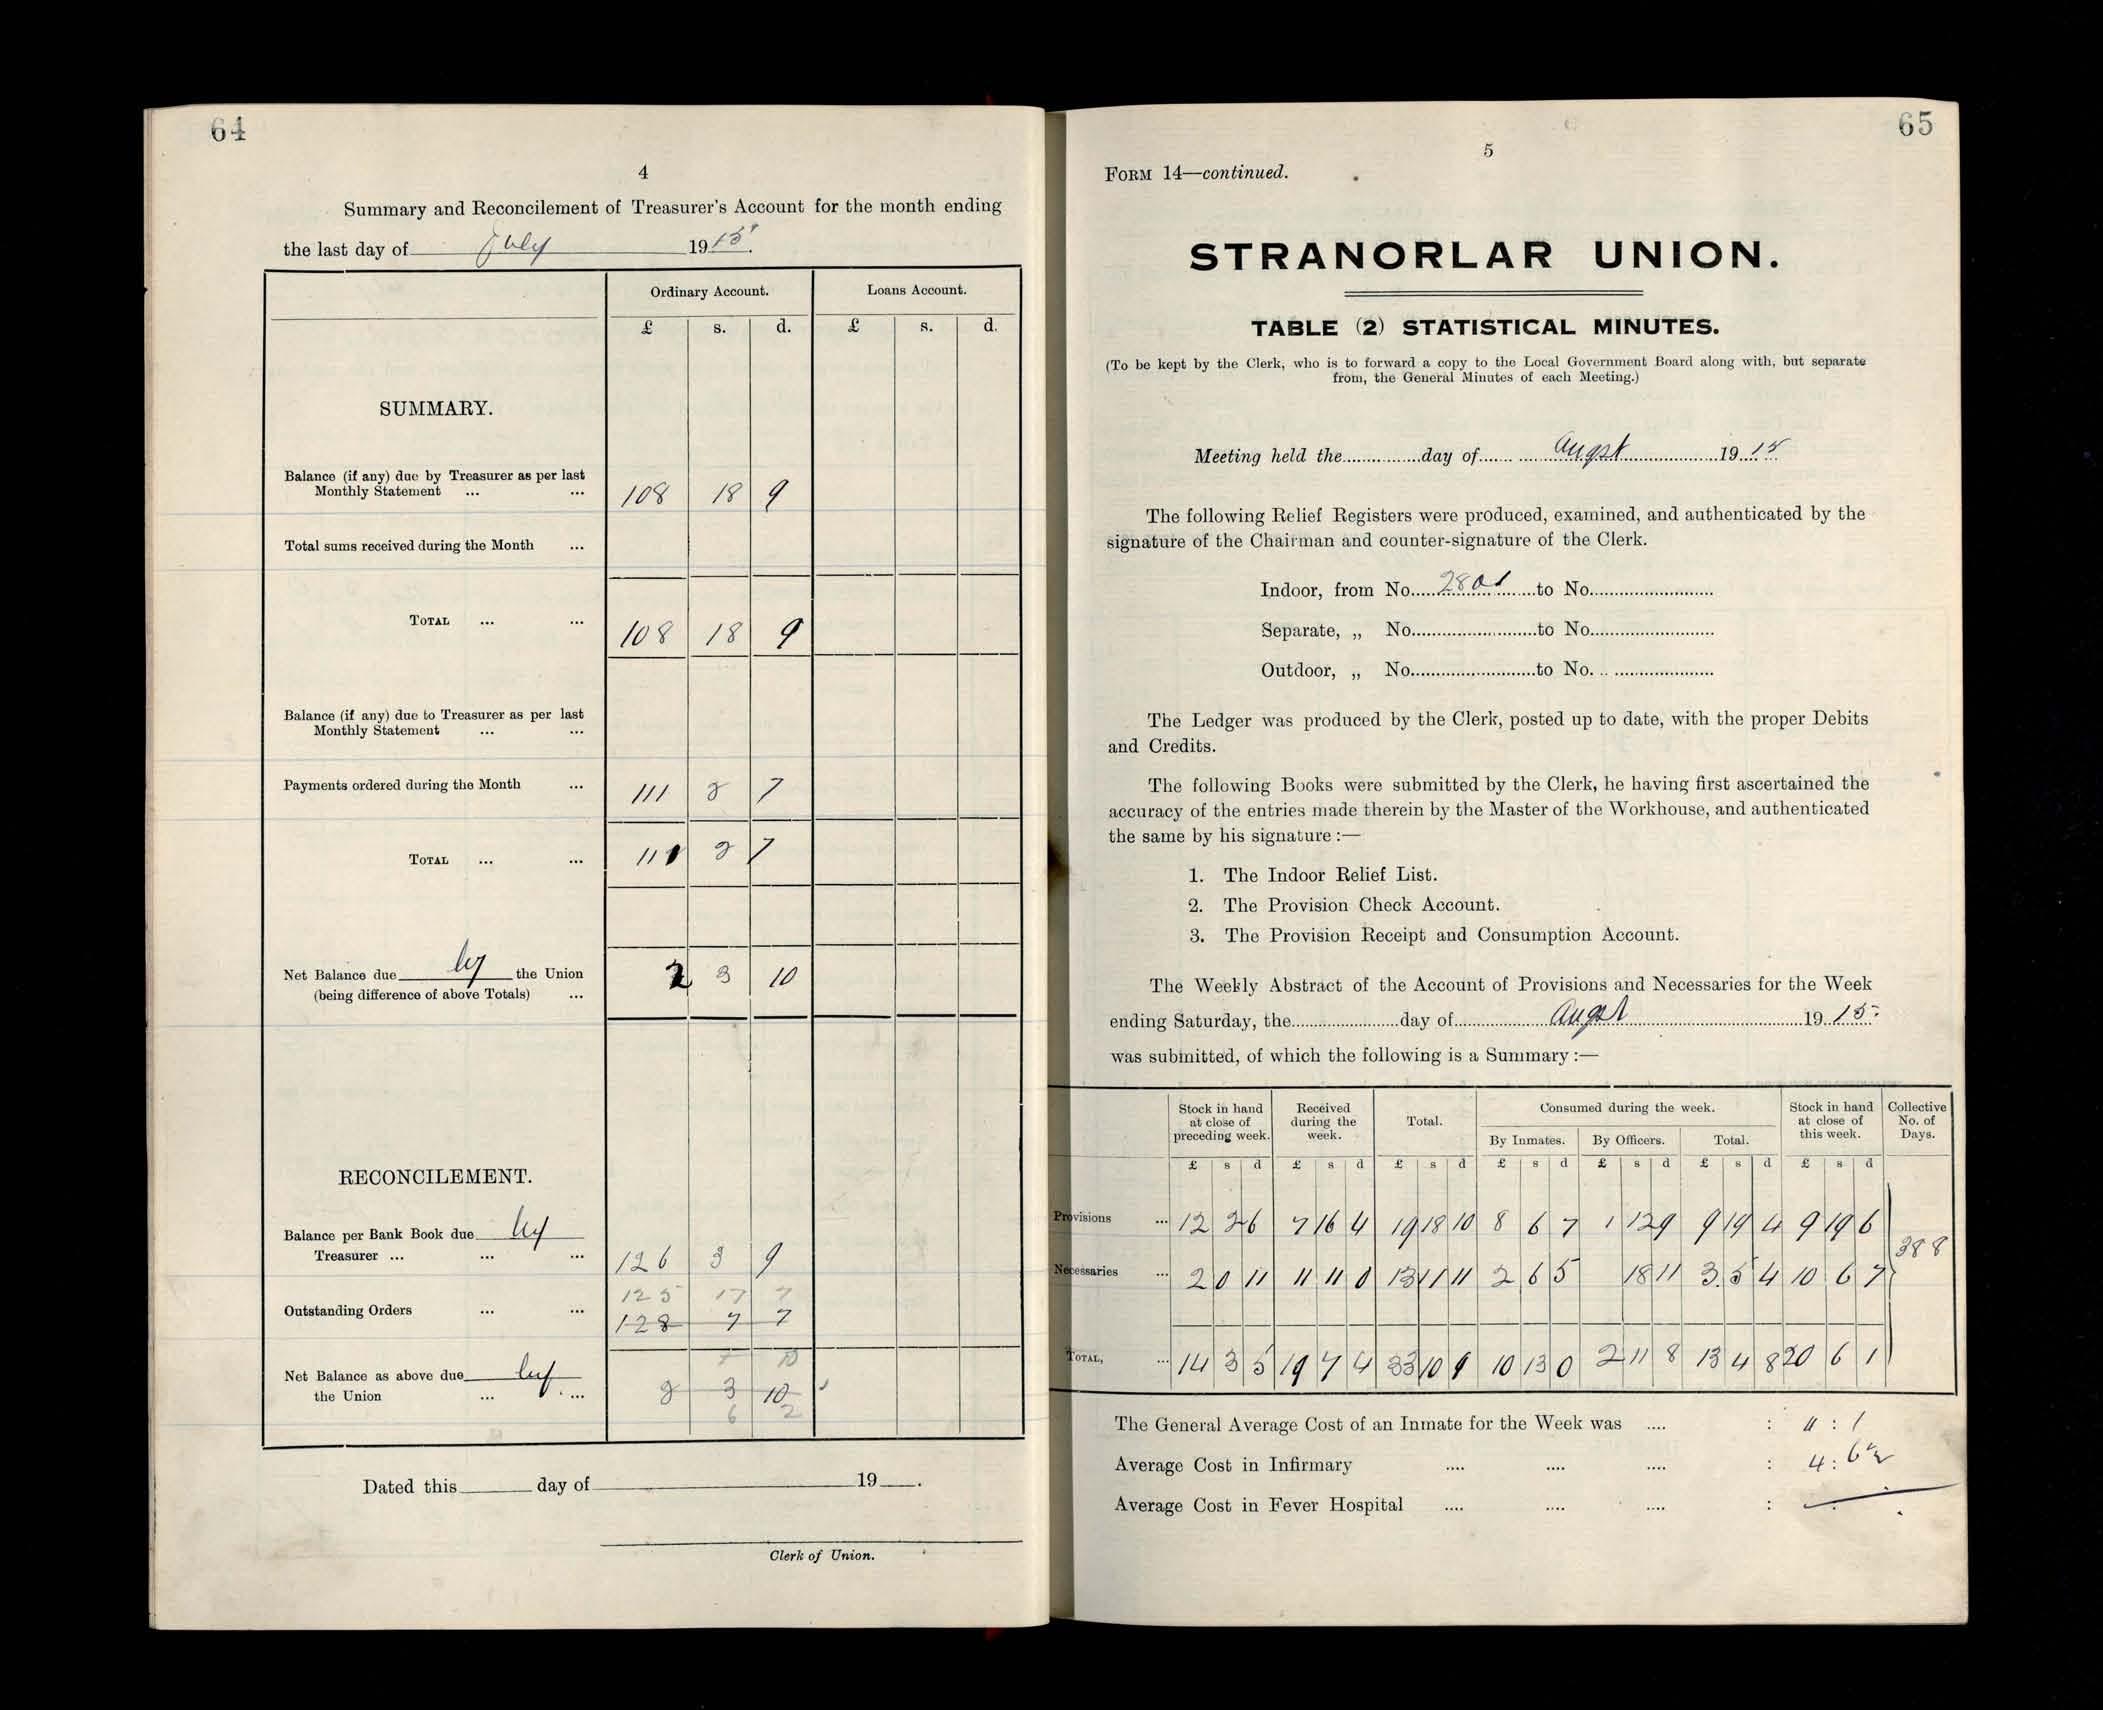 64
4
Summary and Reconcilement of Treasurer's Account for the month ending
the last day of July 1915.
Ordinary Account. Loans Account.
£ s. d. £ s. d.
SUMMARY.
Balance (if any) due by Treasurer as per last
Monthly Statement ... ... 108 18 9
Total sums received during the Month ...
TOTAL ... ... 108 18 9
Balance (if any) due to Treasurer as per last
Monthly Statement ... ...
Payments ordered during the Month ... 111 2 7
TOTAL ... ... 111 2 7
Net Balance due by the Union 2 3 10
(being difference of above Totals) ...
RECONCILEMENT.
Balance per Bank Book due by
Treasurer ... ... ... 126 3 9
125 17 7
Outstanding Orders ... ... 128 7 7
Net Balance as above due by
the Union ... ... 2 3 10
6 2
Dated this day of 19 .
Clerk of Union.
65
5
FORM 14—continued.
STRANORLAR UNION.
TABLE (2) STATISTICAL MINUTES.
(To be kept by the Clerk, who is to forward a copy to the Local Government Board along with, but separate
from, the General Minutes of each Meeting.)
Meeting held the day of Augst 1915
The following Relief Registers were produced, examined, and authenticated by the
signature of the Chairman and counter-signature of the Clerk.
Indoor, from No. 2801 to No.
Separate, „ No. to No.
Outdoor, „ No. to No.
The Ledger was produced by the Clerk, posted up to date, with the proper Debits
and Credits.
The following Books were submitted by the Clerk, he having first ascertained the
accuracy of the entries made therein by the Master of the Workhouse, and authenticated
the same by his signature :—
1. The Indoor Relief List.
2. The Provision Check Account.
3. The Provision Receipt and Consumption Account.
The Weekly Abstract of the Account of Provisions and Necessaries for the Week
ending Saturday, the day of Augst 1915
was submitted, of which the following is a Summary :—
Stock in hand at close of preceding week. Received during the week. Total. Consumed during the week. Stock in hand at close of this week. Collective No. of Days.
By Inmates. By Officers. Total.
£ s d £ s d £ s d £ s d £ s d £ s d £ s d
Provisions ... 12 2 6 7 16 4 19 18 10 8 6 7 1 12 9 9 19 4 9 19 6
388
Necessaries ... 2 0 11 11 11 0 13 11 11 2 6 5 18 11 3 5 4 10 6 7
TOTAL, ... 14 3 5 19 7 4 33 10 9 10 13 0 2 11 8 13 4 8 20 6 1
The General Average Cost of an Inmate for the Week was .... : 4 : 1
Average Cost in Infirmary .... .... .... : 4 : 6½
Average Cost in Fever Hospital .... .... .... :